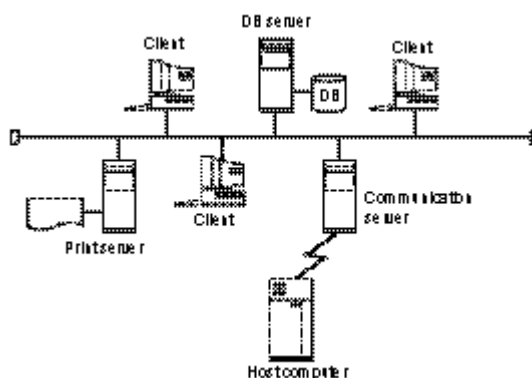 DB server
Client
Client
DB
Client
Communication
server
Printserver
Hostcomputer